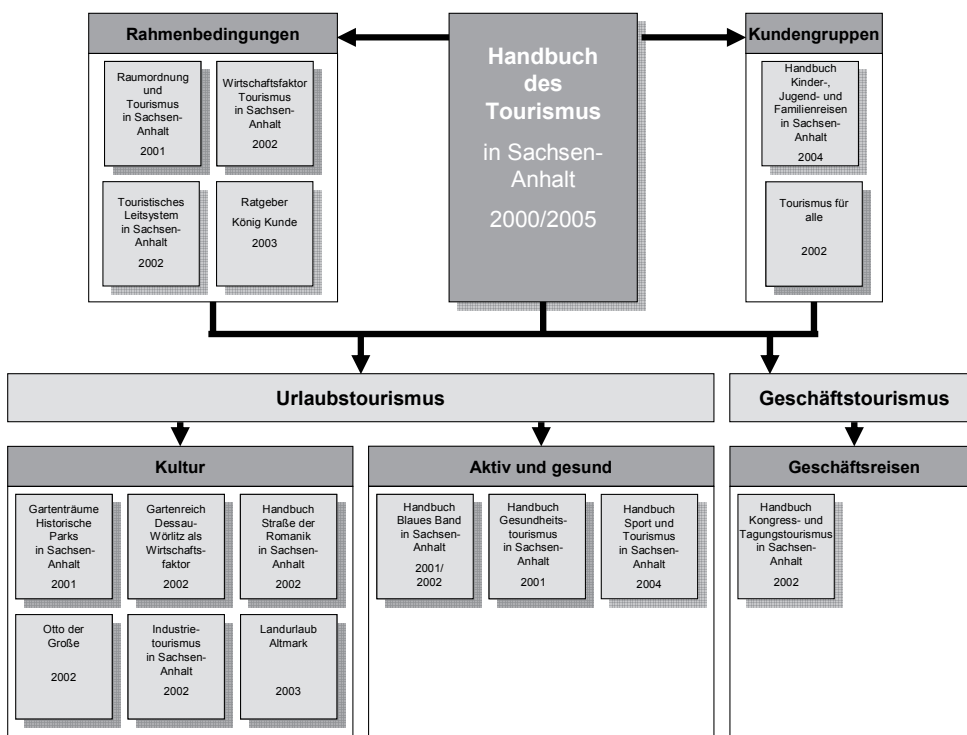 Rahmenbedingungen
Raumordnung
und
Tourismus
in Sachsen-
Anhalt
2001
Wirtschaftsfaktor
Tourismus
in Sachsen-
Anhalt
2002
Touristisches
Leitsystem
in Sachsen-
Anhalt
2002
Ratgeber
König Kunde
2003
Handbuch
des
Tourismus
in Sachsen-
Anhalt
2000/2005
Kundengruppen
Handbuch
Kinder-,
Jugend- und
Familienreisen
in Sachsen-
Anhalt
2004
Tourismus für
alle
2002
Urlaubstourismus
Geschäftstourismus
Kultur
Gartenträume
Historische
Parks
in Sachsen-
Anhalt
2001
Gartenreich
Dessau-
Wörlitz als
Wirtschafts-
faktor
2002
Handbuch
Straße der
Romanik
in Sachsen-
Anhalt
2002
Otto der
Große
2002
Industrie-
tourismus
in Sachsen-
Anhalt
2002
Landurlaub
Altmark
2003
Aktiv und gesund
Handbuch
Blaues Band
in Sachsen-
Anhalt
2001/
2002
Handbuch
Gesundheits-
tourismus
in Sachsen-
Anhalt
2001
Handbuch
Sport und
Tourismus
in Sachsen-
Anhalt
2004
Geschäftsreisen
Handbuch
Kongress- und
Tagungstourismus
in Sachsen-
Anhalt
2002